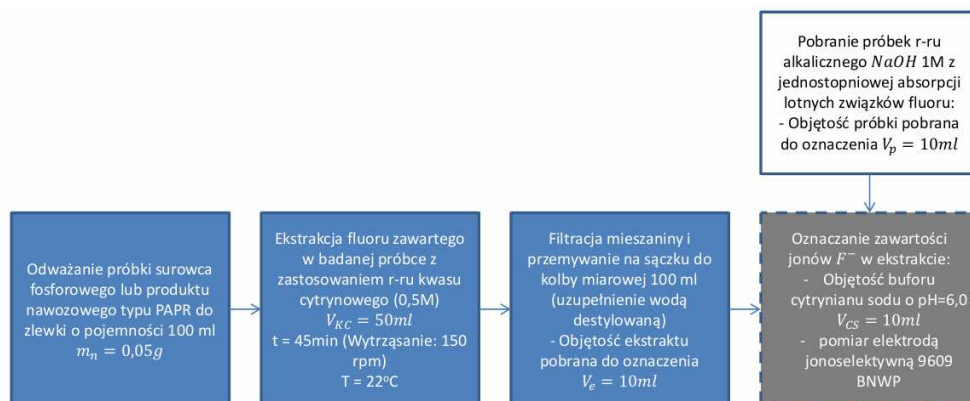 Pobranie próbek r-ru
alkalicznego NaOH 1M z
jednostopniowej absorpcji
lotnych związków fluoru:
- Objętość próbki pobrana
do oznaczenia Vₚ = 10ml
Odważanie próbki surowca
fosforowego lub produktu
nawozowego typu PAPR do
zlewki o pojemności 100 ml
mₙ = 0,05g
Ekstrakcja fluoru zawartego
w badanej próbce z
zastosowaniem r-ru kwasu
cytrynowego (0,5M)
V_KC = 50ml
t = 45min (Wytrząsanie: 150
rpm)
T = 22°C
Filtracja mieszaniny i
przemywanie na sączku do
kolby miarowej 100 ml
(uzupełnienie wodą
destylowaną)
- Objętość ekstraktu
pobrana do oznaczenia
Vₑ = 10ml
Oznaczanie zawartości
jonów F⁻ w ekstrakcie:
- Objętość buforu
cytrynianu sodu o pH=6,0
V_CS = 10ml
- pomiar elektrodą
jonoselektywną 9609
BNWP